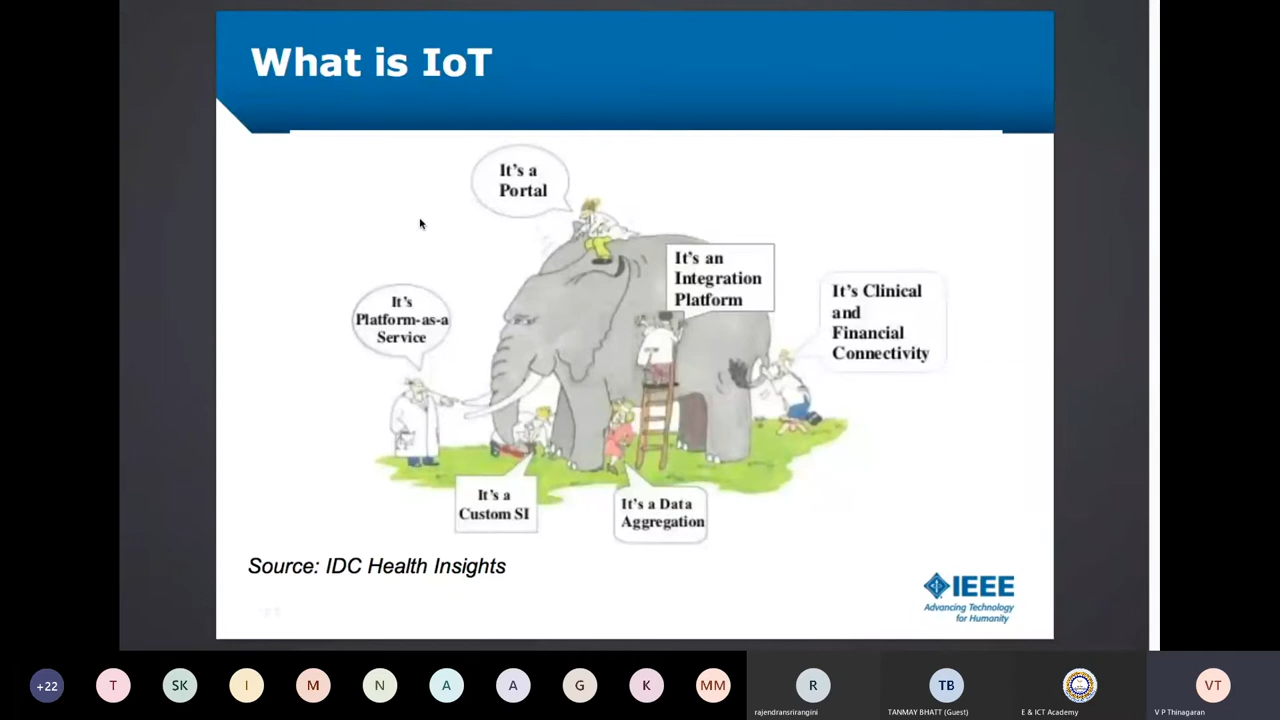 What is IoT
It's a
Portal
It's an
Integration
Platform
It's Clinical
and
Financial
Connectivity
It's
Platform-as-a
Service
It's a
Custom SI
It's a Data
Aggregation
Source: IDC Health Insights
IEEE
Advancing Technology
for Humanity
+22
T
SK
I
M
N
A
A
G
K
MM
R
TB
VT
rajendransrirangini
TANMAY BHATT (Guest)
E & ICT Academy
V P Thinagaran